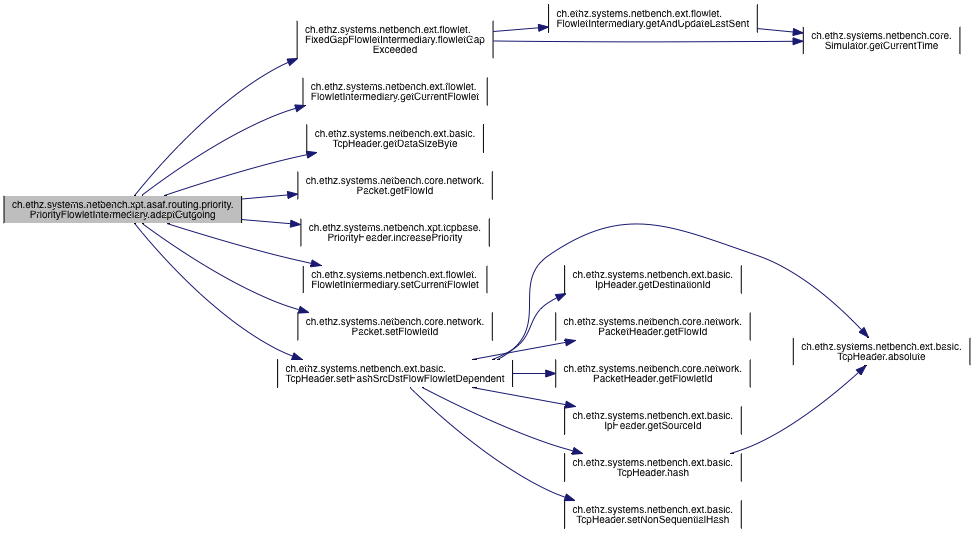 ch.ethz.systems.netbench.ext.flowlet.
FlowletIntermediary.getAndUpdateLastSent
ch.ethz.systems.netbench.ext.flowlet.
FixedGapFlowletIntermediary.flowletGap
Exceeded
ch.ethz.systems.netbench.core.
Simulator.getCurrentTime
ch.ethz.systems.netbench.ext.flowlet.
FlowletIntermediary.getCurrentFlowlet
ch.ethz.systems.netbench.ext.basic.
TcpHeader.getDataSizeByte
ch.ethz.systems.netbench.core.network.
Packet.getFlowId
ch.ethz.systems.netbench.xpt.asaf.routing.priority.
PriorityFlowletIntermediary.adaptOutgoing
ch.ethz.systems.netbench.xpt.tcpbase.
PriorityHeader.increasePriority
ch.ethz.systems.netbench.ext.flowlet.
FlowletIntermediary.setCurrentFlowlet
ch.ethz.systems.netbench.ext.basic.
IpHeader.getDestinationId
ch.ethz.systems.netbench.core.network.
Packet.setFlowletId
ch.ethz.systems.netbench.core.network.
PacketHeader.getFlowId
ch.ethz.systems.netbench.ext.basic.
TcpHeader.absolute
ch.ethz.systems.netbench.ext.basic.
TcpHeader.setHashSrcDstFlowFlowletDependent
ch.ethz.systems.netbench.core.network.
PacketHeader.getFlowletId
ch.ethz.systems.netbench.ext.basic.
IpHeader.getSourceId
ch.ethz.systems.netbench.ext.basic.
TcpHeader.hash
ch.ethz.systems.netbench.ext.basic.
TcpHeader.setNonSequentialHash